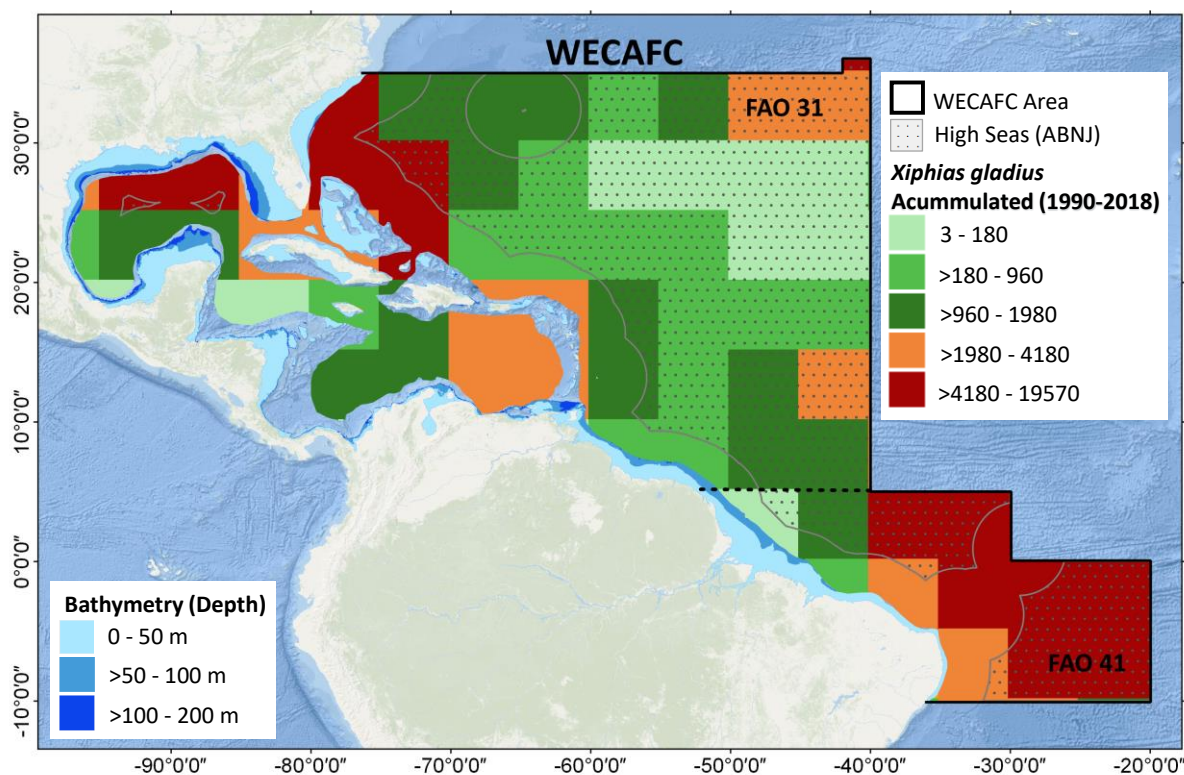 WECAFC
FAO 31
WECAFC Area
High Seas (ABNJ)
Xiphias gladius
Acummulated (1990-2018)
3 - 180
>180 - 960
>960 - 1980
>1980 - 4180
>4180 - 19570
30°0'0"
20°0'0"
10°0'0"
0°0'0"
-10°0'0"
Bathymetry (Depth)
0 - 50 m
>50 - 100 m
>100 - 200 m
FAO 41
-90°0'0"
-80°0'0"
-70°0'0"
-60°0'0"
-50°0'0"
-40°0'0"
-30°0'0"
-20°0'0"